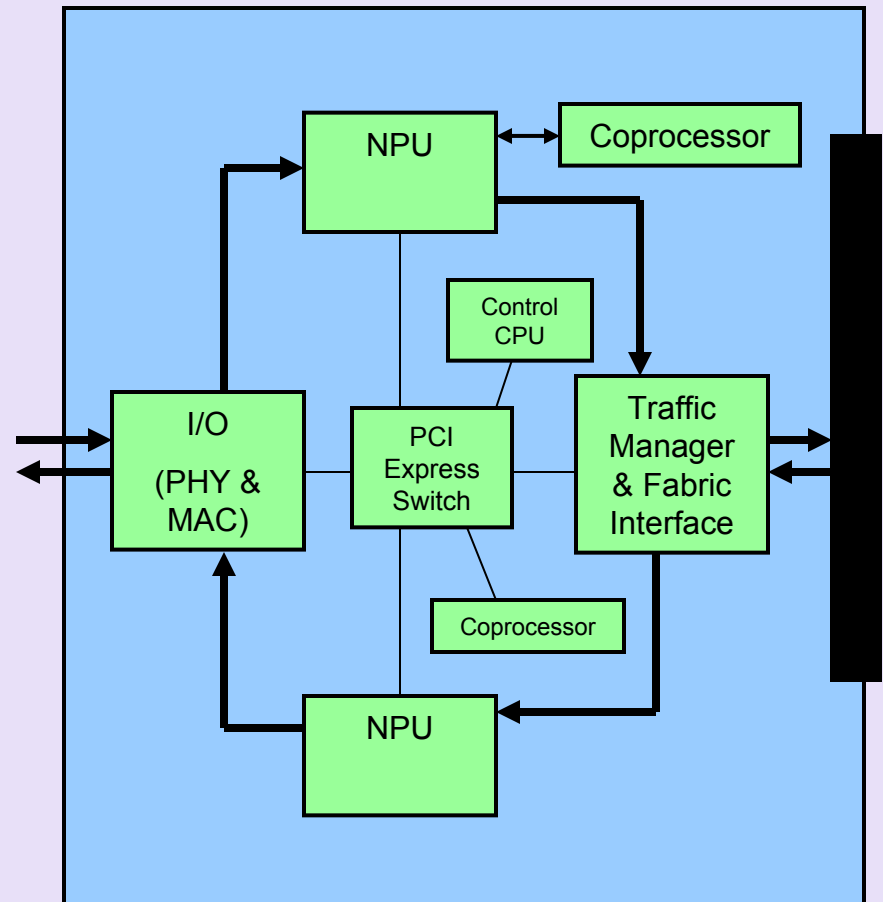 NPU
Coprocessor
Control
CPU
I/O
(PHY &
MAC)
PCI
Express
Switch
Traffic
Manager
& Fabric
Interface
Coprocessor
NPU